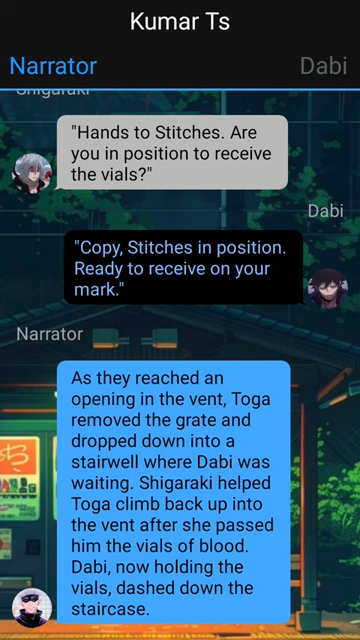 Kumar Ts
Narrator
Dabi
Shigaraki
"Hands to Stitches. Are
you in position to receive
the vials?"
Dabi
"Copy, Stitches in position.
Ready to receive on your
mark."
Narrator
As they reached an
opening in the vent, Toga
removed the grate and
dropped down into a
stairwell where Dabi was
waiting. Shigaraki helped
Toga climb back up into
the vent after she passed
him the vials of blood.
Dabi, now holding the
vials, dashed down the
staircase.